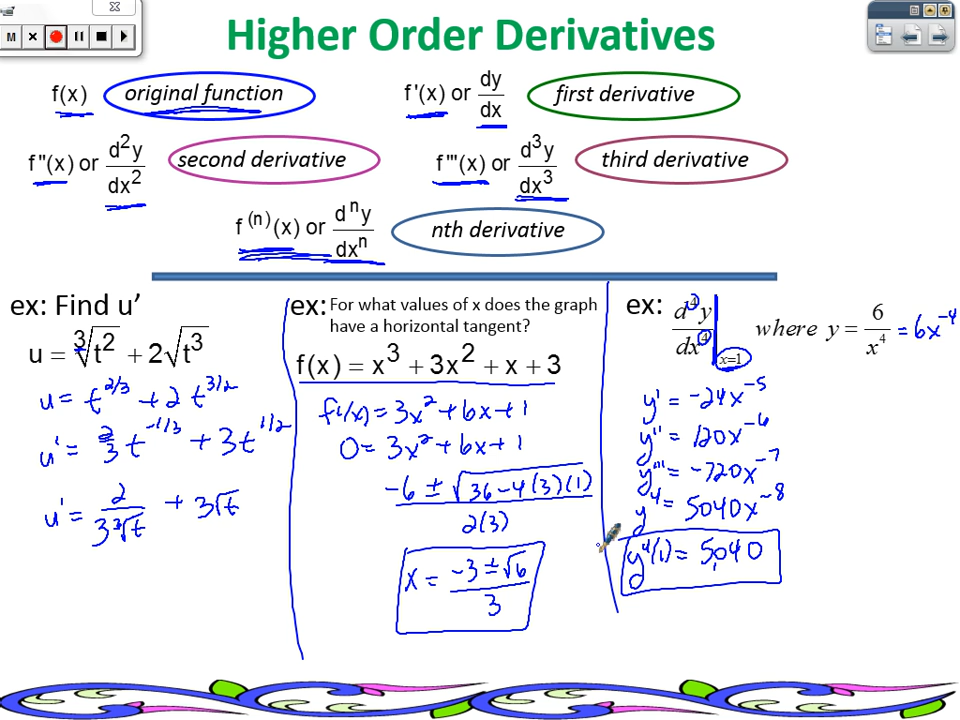 M
Higher Order Derivatives
f(x) original function
f'(x) or dy/dx first derivative
f''(x) or d²y/dx² second derivative
f'''(x) or d³y/dx³ third derivative
f⁽ⁿ⁾(x) or dⁿy/dxⁿ nth derivative
ex: Find u'
u = ∛t² + 2√t³
u = t^(2/3) + 2 t^(3/2)
u' = 2/3 t^(-1/3) + 3t^(1/2)
u' = 2/(3∛t) + 3√t
ex: For what values of x does the graph
have a horizontal tangent?
f(x) = x³ + 3x² + x + 3
f'(x) = 3x² + 6x + 1
0 = 3x² + 6x + 1
-6 ± √(36-4(3)(1))
2(3)
x = (-3 ± √6)/3
ex: d⁴y/dx⁴ |x=1 where y = 6/x⁴ = 6x⁻⁴
y' = -24x⁻⁵
y'' = 120x⁻⁶
y''' = -720x⁻⁷
y⁴ = 5040x⁻⁸
y⁴(1) = 5,040